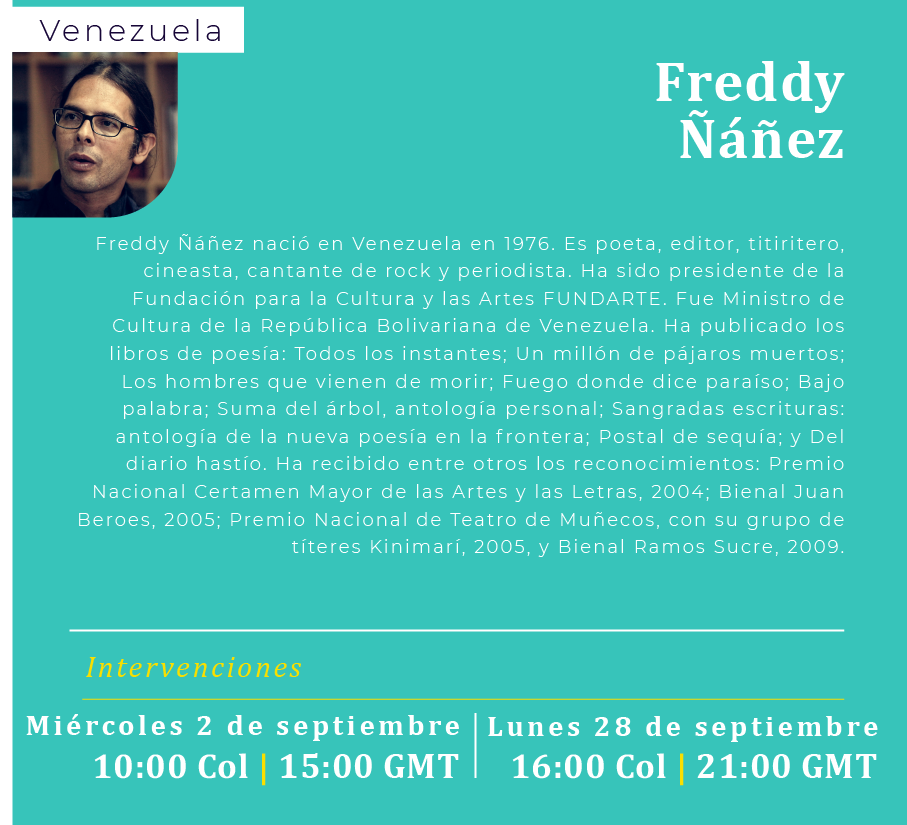 Venezuela
Freddy
Ñáñez
Freddy Ñáñez nació en Venezuela en 1976. Es poeta, editor, titiritero,
cineasta, cantante de rock y periodista. Ha sido presidente de la
Fundación para la Cultura y las Artes FUNDARTE. Fue Ministro de
Cultura de la República Bolivariana de Venezuela. Ha publicado los
libros de poesía: Todos los instantes; Un millón de pájaros muertos;
Los hombres que vienen de morir; Fuego donde dice paraíso; Bajo
palabra; Suma del árbol, antología personal; Sangradas escrituras:
antología de la nueva poesía en la frontera; Postal de sequía; y Del
diario hastío. Ha recibido entre otros los reconocimientos: Premio
Nacional Certamen Mayor de las Artes y las Letras, 2004; Bienal Juan
Beroes, 2005; Premio Nacional de Teatro de Muñecos, con su grupo de
títeres Kinimarí, 2005, y Bienal Ramos Sucre, 2009.
Intervenciones
Miércoles 2 de septiembre
10:00 Col | 15:00 GMT
Lunes 28 de septiembre
16:00 Col | 21:00 GMT